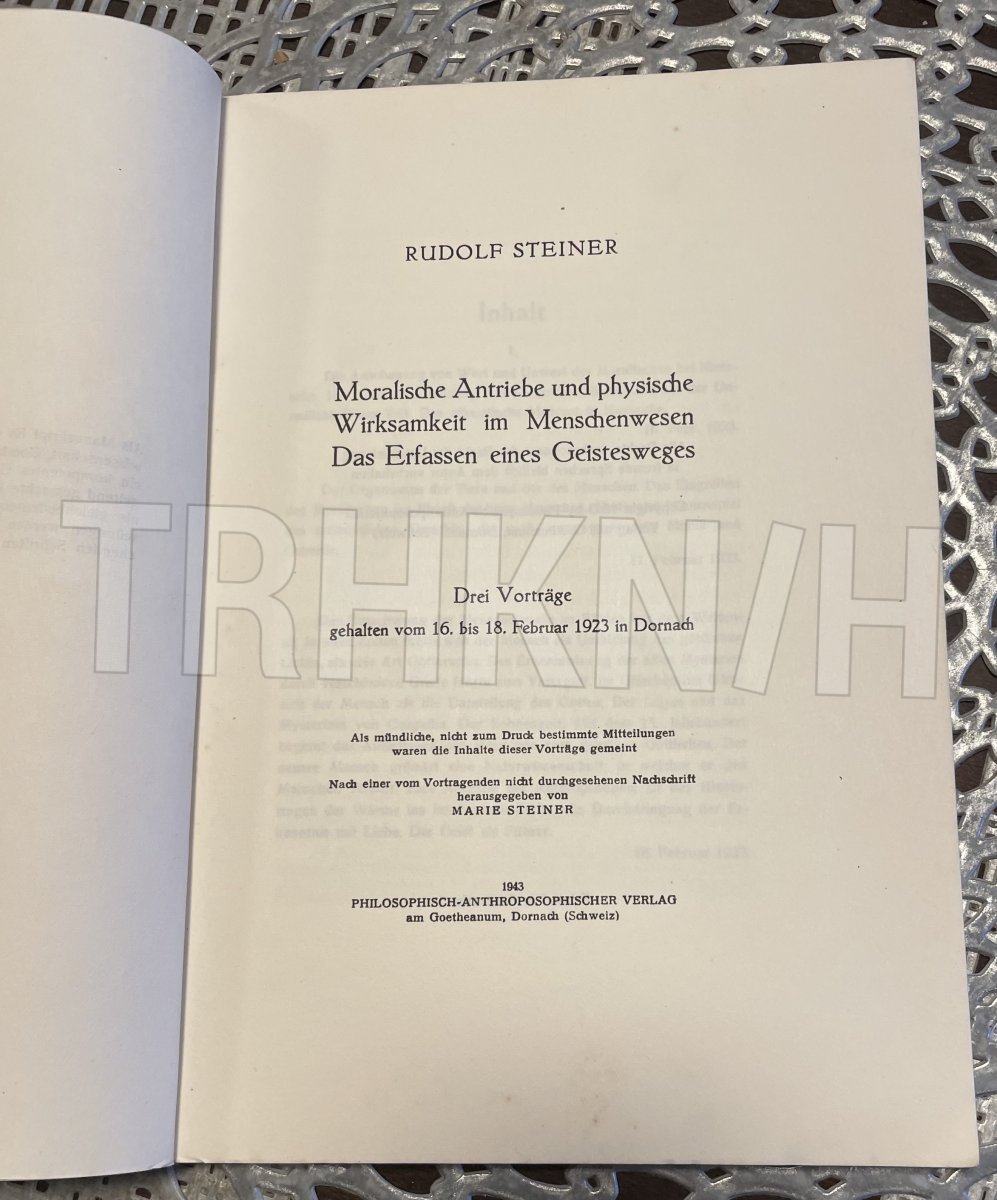 RUDOLF STEINER
Moralische Antriebe und physische
Wirksamkeit im Menschenwesen
Das Erfassen eines Geistesweges
TRHKN/H
Drei Vorträge
gehalten vom 16. bis 18. Februar 1923 in Dornach
Als mündliche, nicht zum Druck bestimmte Mitteilungen
waren die Inhalte dieser Vorträge gemeint
Nach einer vom Vortragenden nicht durchgesehenen Nachschrift
herausgegeben von
MARIE STEINER
1943
PHILOSOPHISCH-ANTHROPOSOPHISCHER VERLAG
am Goetheanum, Dornach (Schweiz)